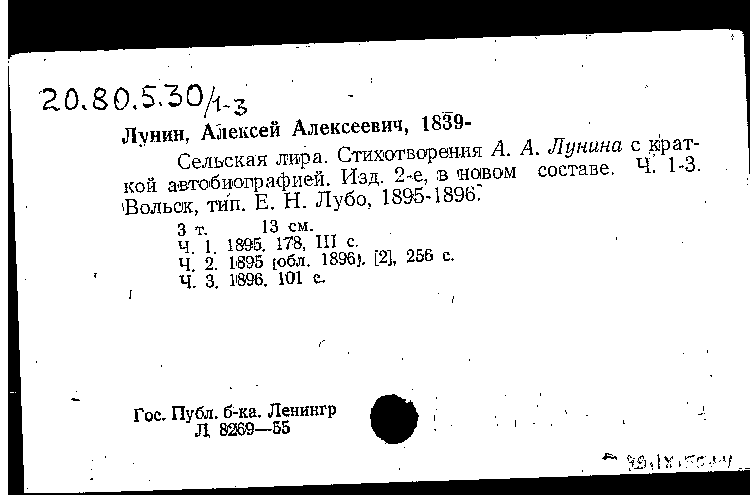 20.80.5.30/1-3
Лунин, Алексей Алексеевич, 1839-
Сельская лира. Стихотворения А. А. Лунина с крат-
кой автобиографией. Изд. 2-е, в новом составе. Ч. 1-3.
Вольск, тип. Е. Н. Лубо, 1895-1896.
3 т. 13 см.
Ч. 1. 1895. 178, III с.
Ч. 2. 1895 (обл. 1896). [2], 256 с.
Ч. 3. 1896. 101 с.
Гос. Публ. б-ка. Ленингр
Л 8269—55